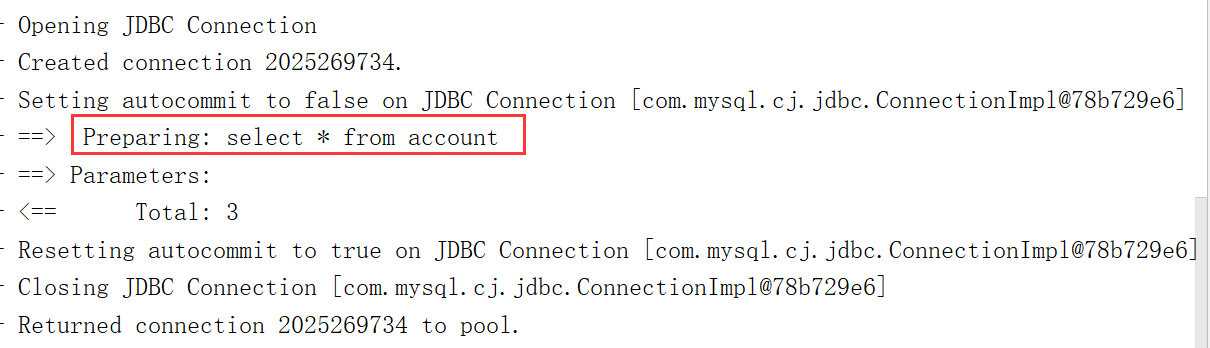 - Opening JDBC Connection
- Created connection 2025269734.
- Setting autocommit to false on JDBC Connection [com.mysql.cj.jdbc.ConnectionImpl@78b729e6]
- ==> Preparing: select * from account
- ==> Parameters:
- <== Total: 3
- Resetting autocommit to true on JDBC Connection [com.mysql.cj.jdbc.ConnectionImpl@78b729e6]
- Closing JDBC Connection [com.mysql.cj.jdbc.ConnectionImpl@78b729e6]
- Returned connection 2025269734 to pool.